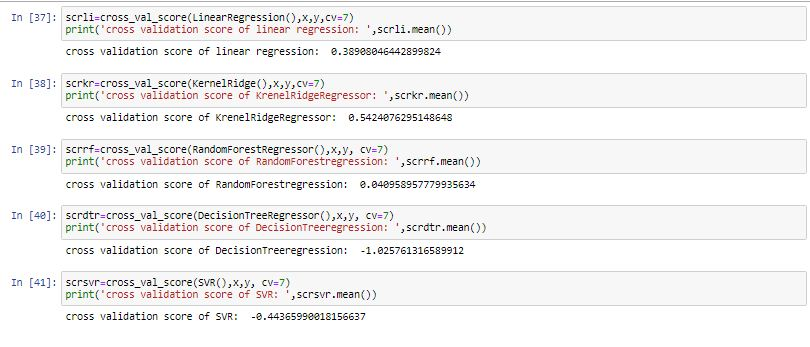 In [37]: scrli=cross_val_score(LinearRegression(),x,y,cv=7)
print('cross validation score of linear regression: ',scrli.mean())
cross validation score of linear regression:  0.38908046442899824
In [38]: scrkr=cross_val_score(KernelRidge(),x,y,cv=7)
print('cross validation score of KrenelRidgeRegressor: ',scrkr.mean())
cross validation score of KrenelRidgeRegressor:  0.5424076295148648
In [39]: scrrf=cross_val_score(RandomForestRegressor(),x,y, cv=7)
print('cross validation score of RandomForestregression: ',scrrf.mean())
cross validation score of RandomForestregression:  0.040958957779935634
In [40]: scrdtr=cross_val_score(DecisionTreeRegressor(),x,y, cv=7)
print('cross validation score of DecisionTreeregression: ',scrdtr.mean())
cross validation score of DecisionTreeregression:  -1.025761316589912
In [41]: scrsvr=cross_val_score(SVR(),x,y, cv=7)
print('cross validation score of SVR: ',scrsvr.mean())
cross validation score of SVR:  -0.44365990018156637